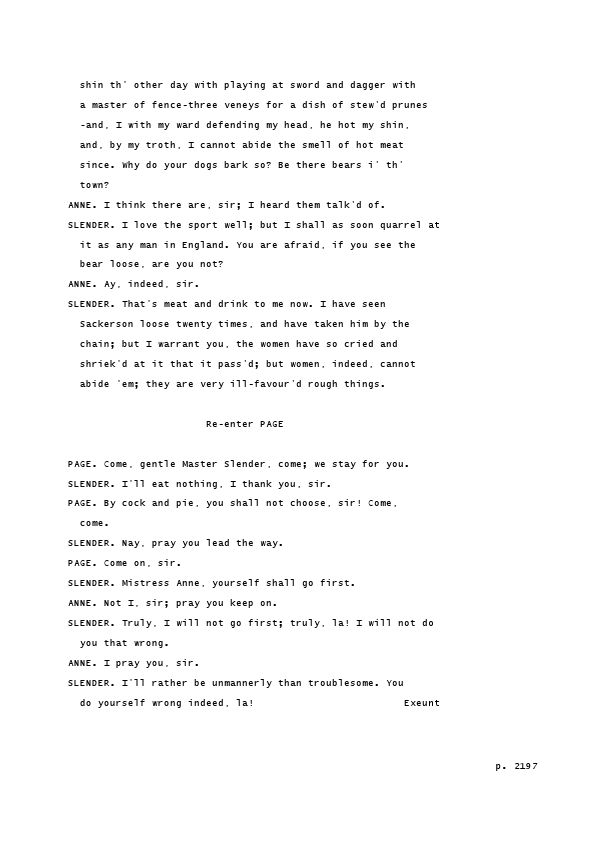 shin th' other day with playing at sword and dagger with
a master of fence-three veneys for a dish of stew'd prunes
-and, I with my ward defending my head, he hot my shin,
and, by my troth, I cannot abide the smell of hot meat
since. Why do your dogs bark so? Be there bears i' th'
town?
ANNE. I think there are, sir; I heard them talk'd of.
SLENDER. I love the sport well; but I shall as soon quarrel at
it as any man in England. You are afraid, if you see the
bear loose, are you not?
ANNE. Ay, indeed, sir.
SLENDER. That's meat and drink to me now. I have seen
Sackerson loose twenty times, and have taken him by the
chain; but I warrant you, the women have so cried and
shriek'd at it that it pass'd; but women, indeed, cannot
abide 'em; they are very ill-favour'd rough things.
Re-enter PAGE
PAGE. Come, gentle Master Slender, come; we stay for you.
SLENDER. I'll eat nothing, I thank you, sir.
PAGE. By cock and pie, you shall not choose, sir! Come,
come.
SLENDER. Nay, pray you lead the way.
PAGE. Come on, sir.
SLENDER. Mistress Anne, yourself shall go first.
ANNE. Not I, sir; pray you keep on.
SLENDER. Truly, I will not go first; truly, la! I will not do
you that wrong.
ANNE. I pray you, sir.
SLENDER. I'll rather be unmannerly than troublesome. You
do yourself wrong indeed, la! Exeunt
p. 2197